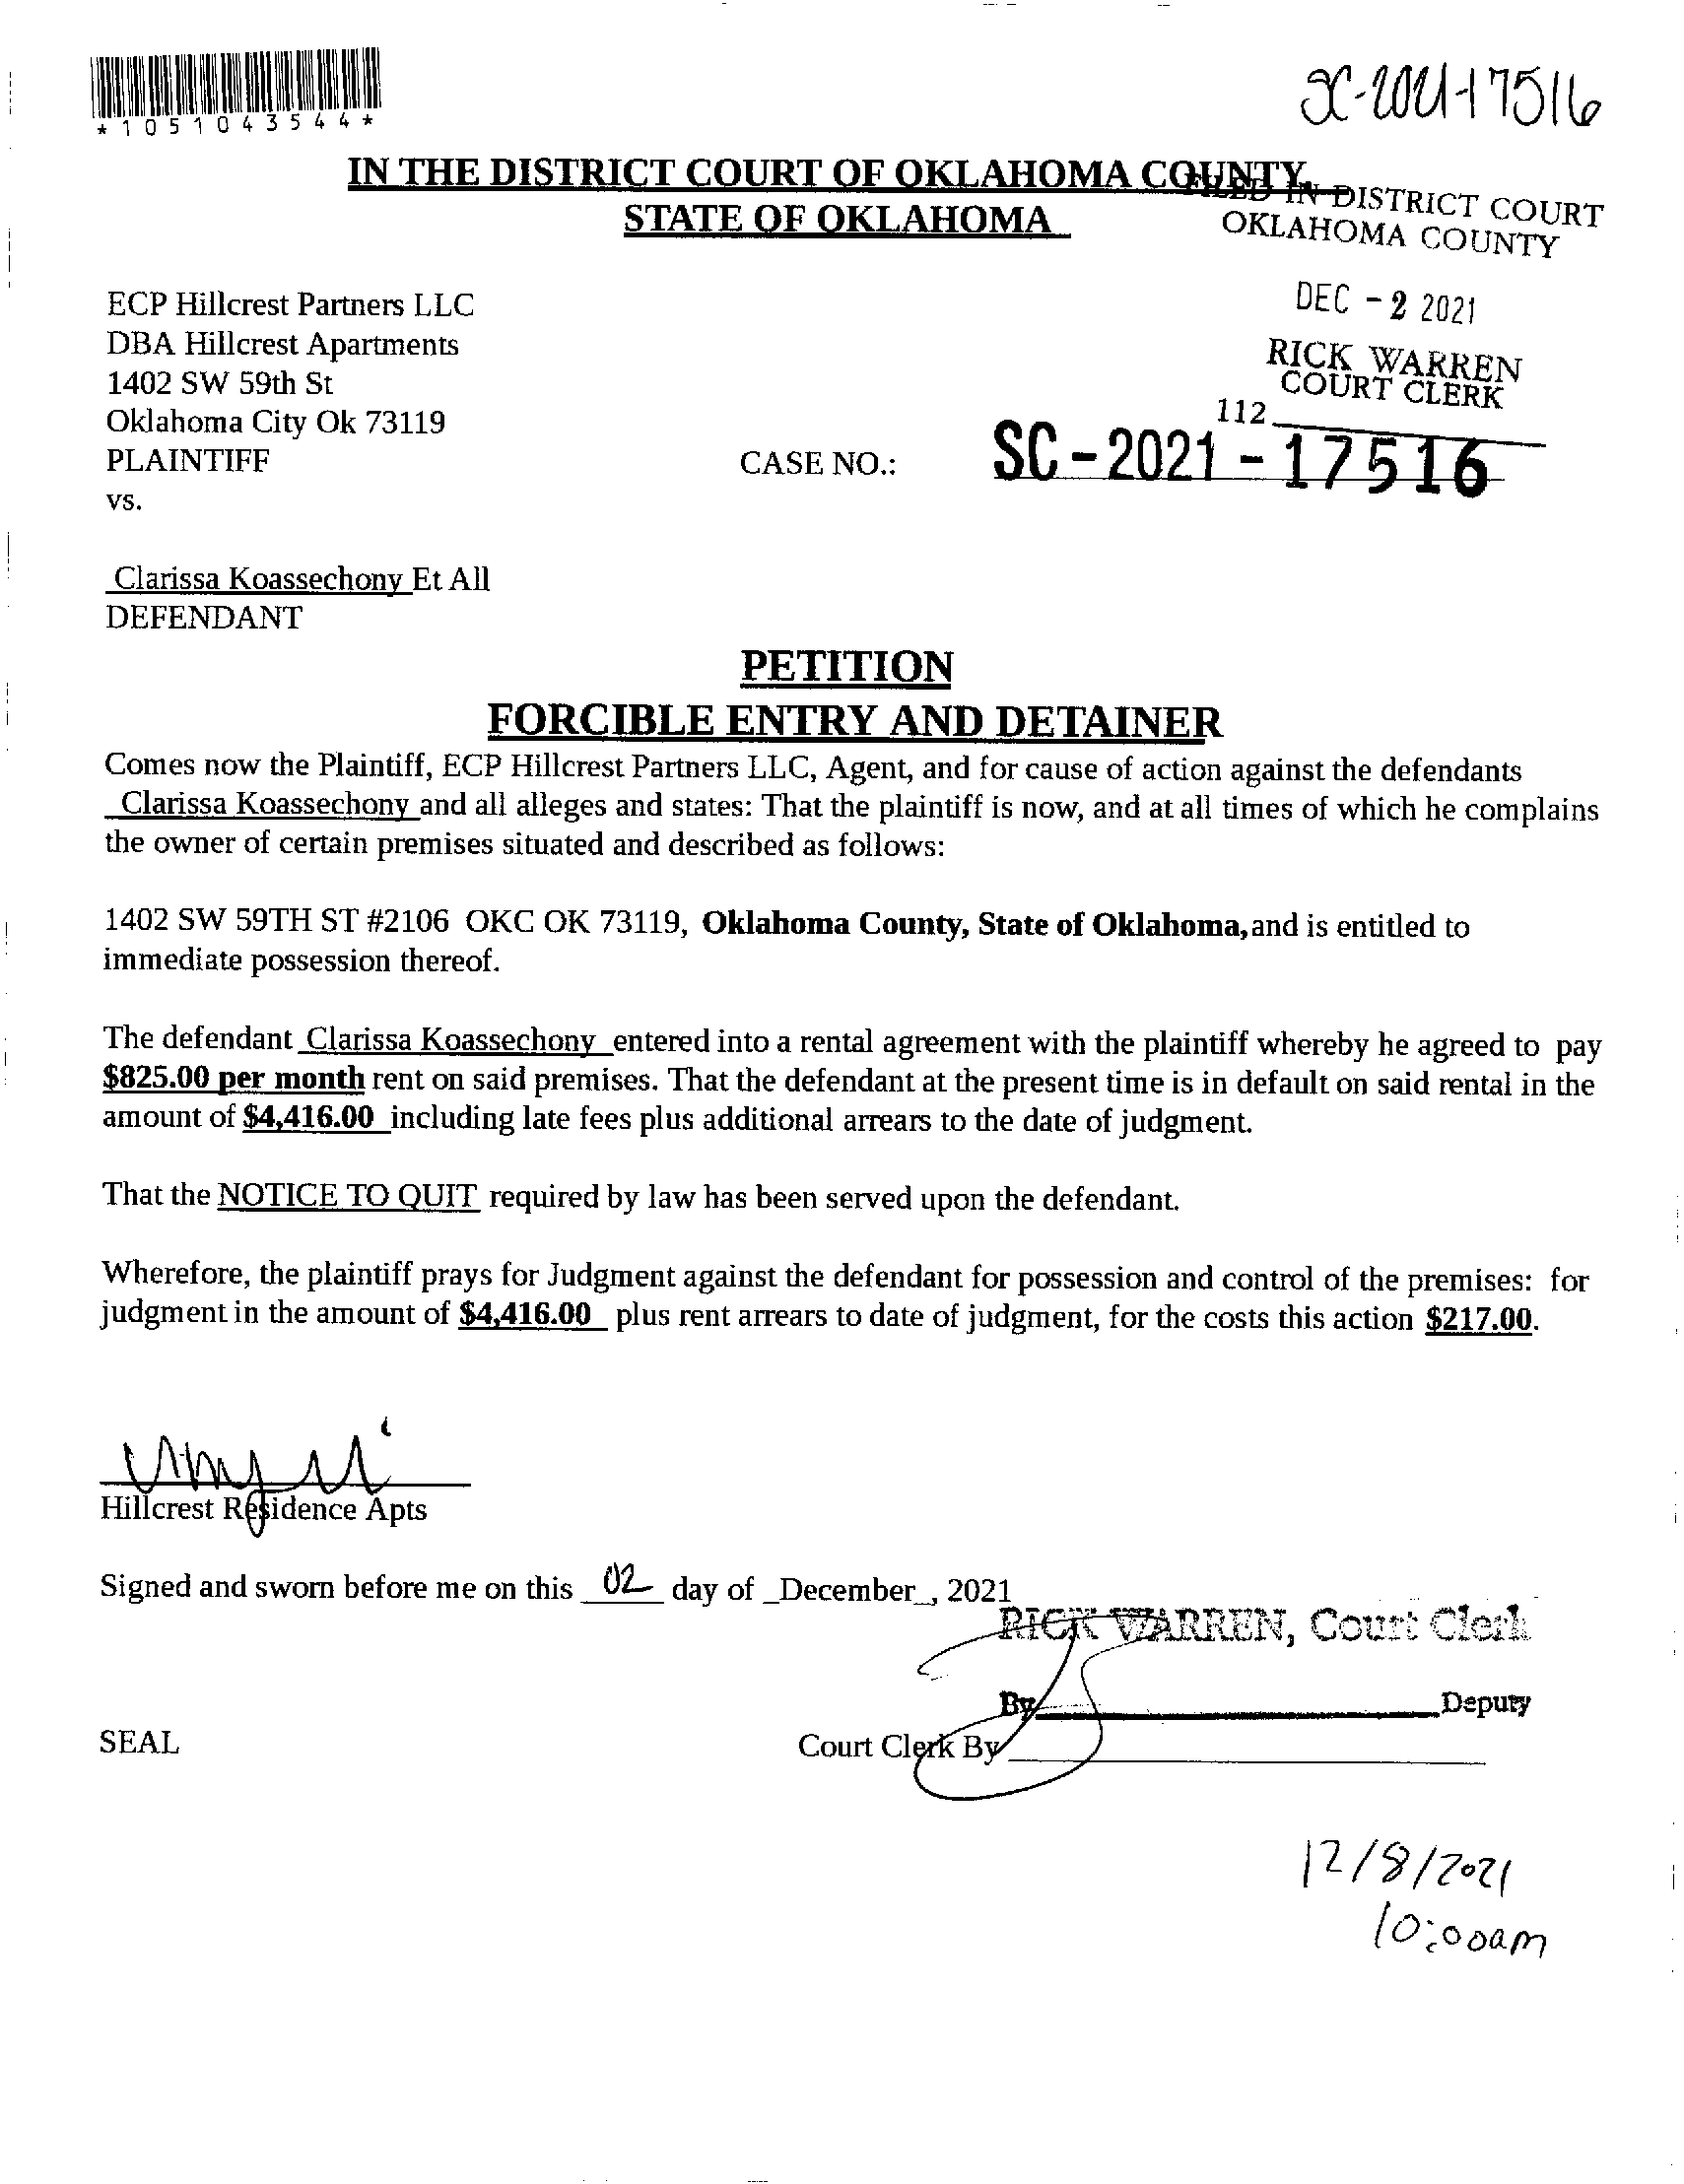 SC-2021-17516
*1051043544*
IN THE DISTRICT COURT OF OKLAHOMA COUNTY
STATE OF OKLAHOMA
FILED IN DISTRICT COURT
OKLAHOMA COUNTY
DEC - 2 2021
RICK WARREN
COURT CLERK
112
ECP Hillcrest Partners LLC
DBA Hillcrest Apartments
1402 SW 59th St
Oklahoma City Ok 73119
PLAINTIFF
CASE NO.: SC - 2021 - 17516
vs.
Clarissa Koassechony Et All
DEFENDANT
PETITION
FORCIBLE ENTRY AND DETAINER
Comes now the Plaintiff, ECP Hillcrest Partners LLC, Agent, and for cause of action against the defendants
Clarissa Koassechony and all alleges and states: That the plaintiff is now, and at all times of which he complains
the owner of certain premises situated and described as follows:
1402 SW 59TH ST #2106 OKC OK 73119, Oklahoma County, State of Oklahoma,and is entitled to
immediate possession thereof.
The defendant Clarissa Koassechony entered into a rental agreement with the plaintiff whereby he agreed to pay
$825.00 per month rent on said premises. That the defendant at the present time is in default on said rental in the
amount of $4,416.00 including late fees plus additional arrears to the date of judgment.
That the NOTICE TO QUIT required by law has been served upon the defendant.
Wherefore, the plaintiff prays for Judgment against the defendant for possession and control of the premises: for
judgment in the amount of $4,416.00 plus rent arrears to date of judgment, for the costs this action $217.00.
Hillcrest Residence Apts
Signed and sworn before me on this 02 day of _December_, 2021
RICK WARREN, Court Clerk
By Deputy
SEAL
Court Clerk By
12/8/2021
10:00am